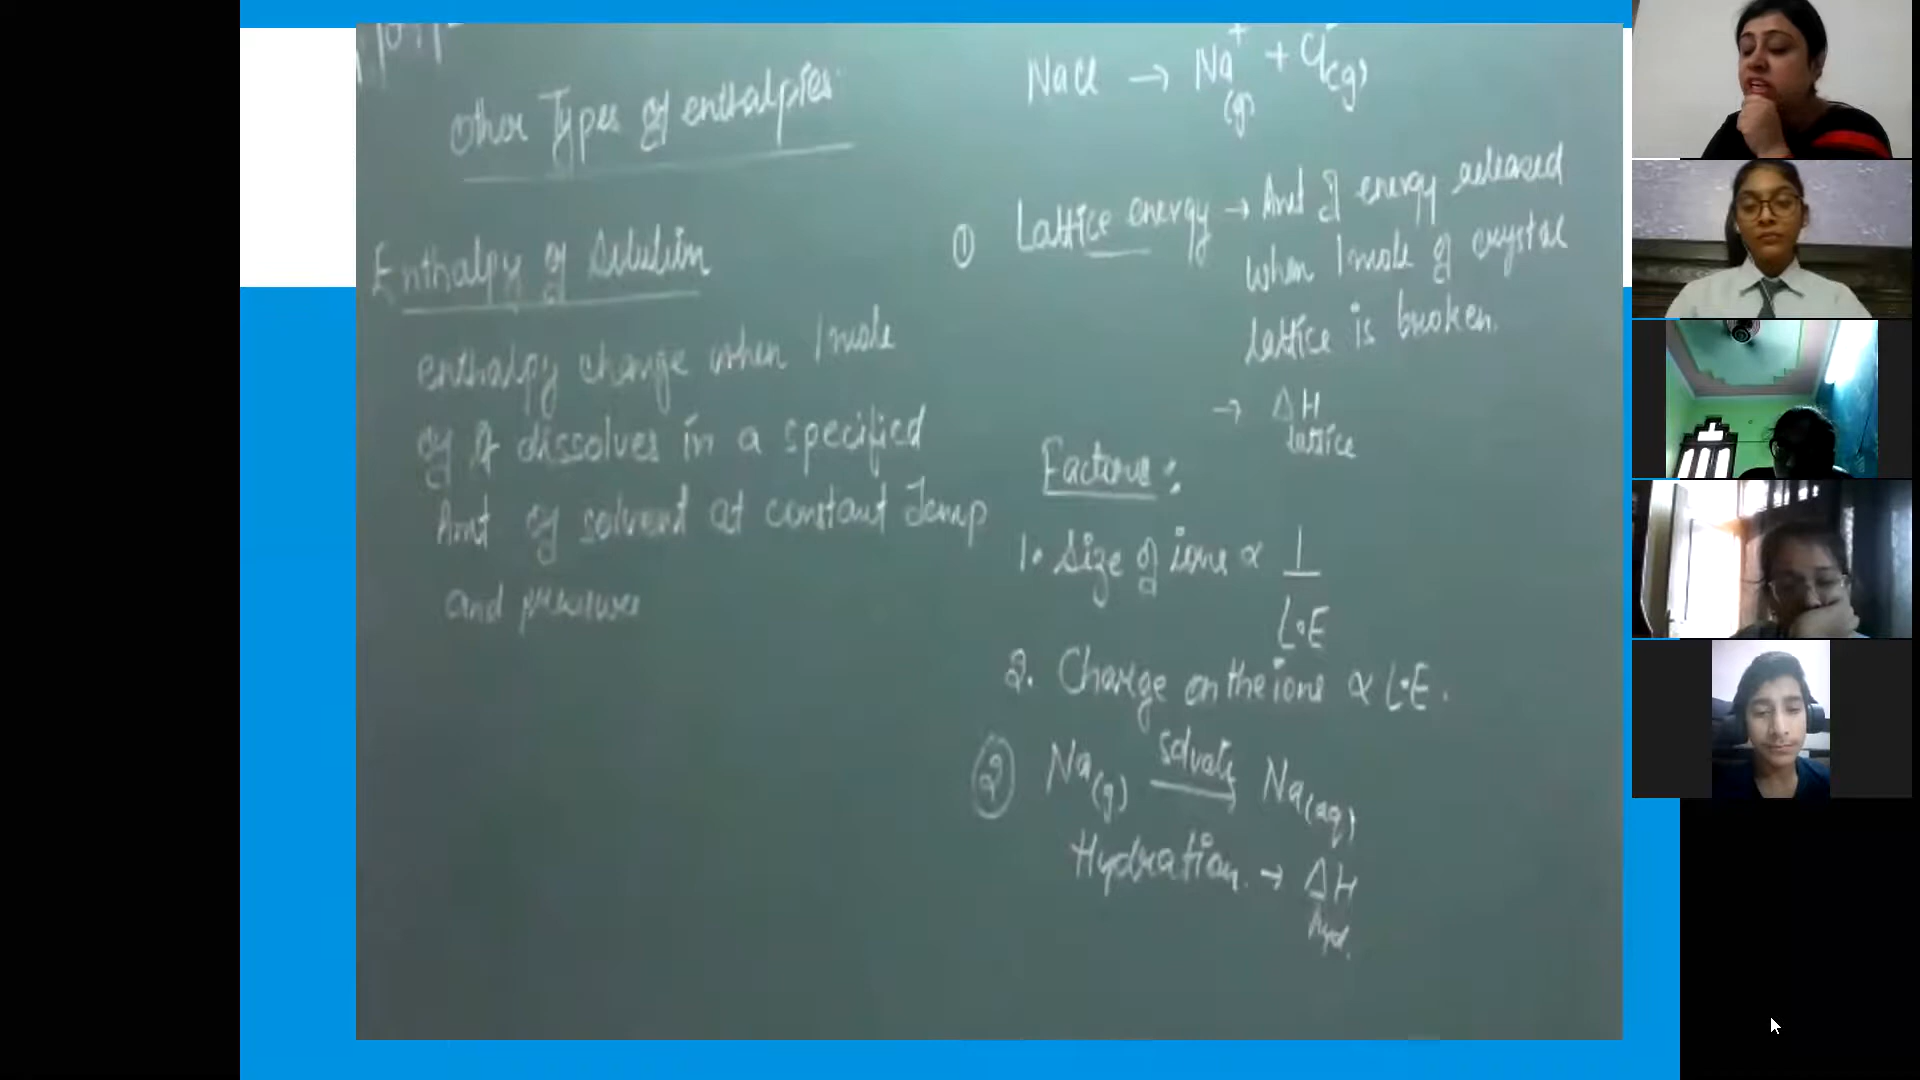 Other Types of enthalpies
Enthalpy of Solution
enthalpy change when 1 mole
of it dissolves in a specified
Amt of solvent at constant Temp
and pressure
NaCl → Na⁺(g) + Cl⁻(g)
① Lattice energy → Amt of energy released
when 1 mole of crystal
lattice is broken.
→ ΔH lattice
Factors :
1. Size of ions ∝ 1/L.E
2. Charge on the ions ∝ L.E.
② Na(g) → Na(aq)
Hydration. → ΔH hyd.